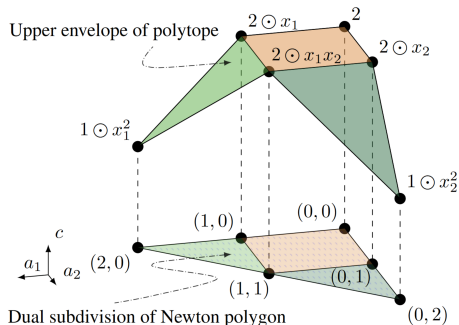 Upper envelope of polytope
2 ⊙ x₁
2
2 ⊙ x₁x₂
2 ⊙ x₂
1 ⊙ x₁²
1 ⊙ x₂²
(1, 0)
(0, 0)
c
a₁
a₂
(2, 0)
(1, 1)
(0, 1)
(0, 2)
Dual subdivision of Newton polygon